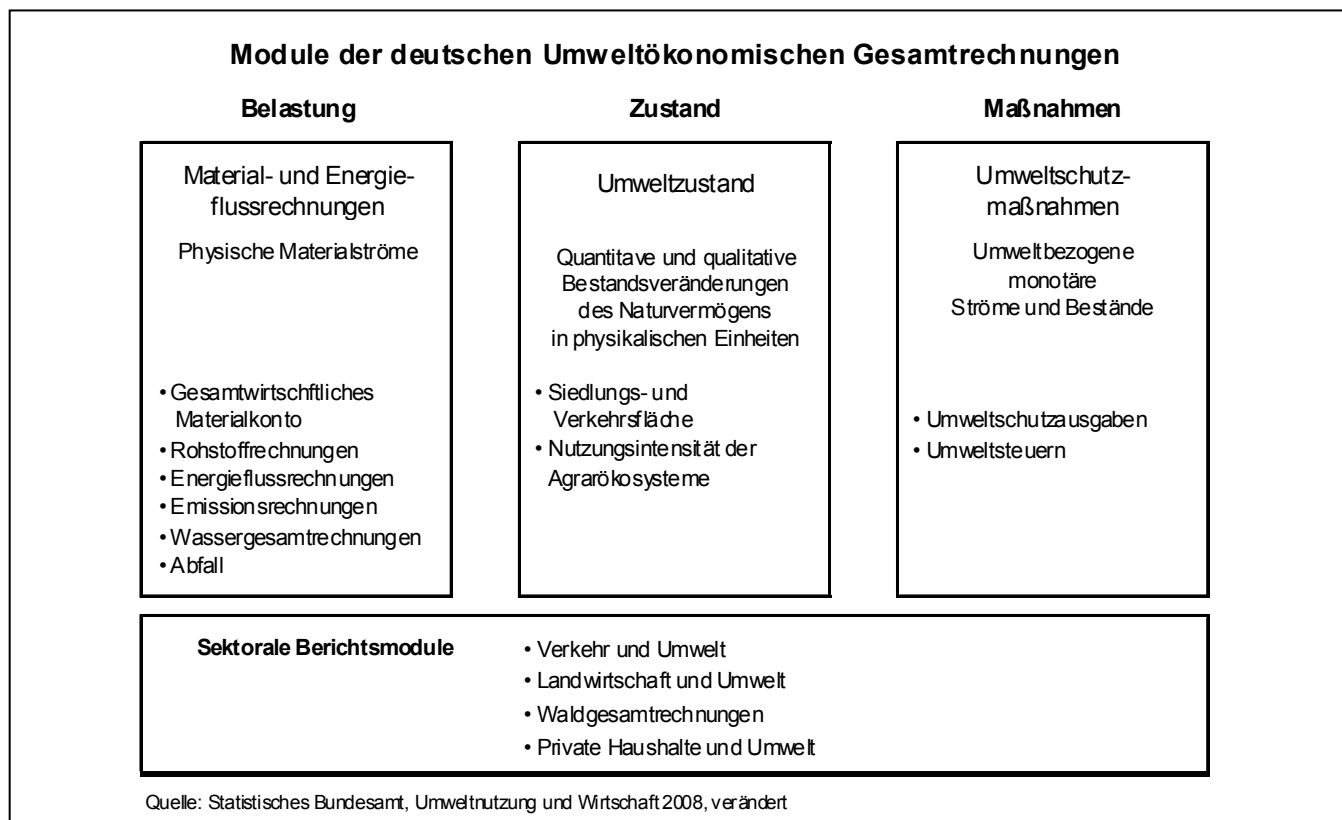 Module der deutschen Umweltökonomischen Gesamtrechnungen
Belastung
Material- und Energie-
flussrechnungen
Physische Materialströme
• Gesamtwirtschftliches
Materialkonto
• Rohstoffrechnungen
• Energieflussrechnungen
• Emissionsrechnungen
• Wassergesamtrechnungen
• Abfall
Zustand
Umweltzustand
Quantitave und qualitative
Bestandsveränderungen
des Naturvermögens
in physikalischen Einheiten
• Siedlungs- und
Verkehrsfläche
• Nutzungsintensität der
Agrarökosysteme
Maßnahmen
Umweltschutz-
maßnahmen
Umweltbezogene
monotäre
Ströme und Bestände
• Umweltschutzausgaben
• Umweltsteuern
Sektorale Berichtsmodule
• Verkehr und Umwelt
• Landwirtschaft und Umwelt
• Waldgesamtrechnungen
• Private Haushalte und Umwelt
Quelle: Statistisches Bundesamt, Umweltnutzung und Wirtschaft 2008, verändert